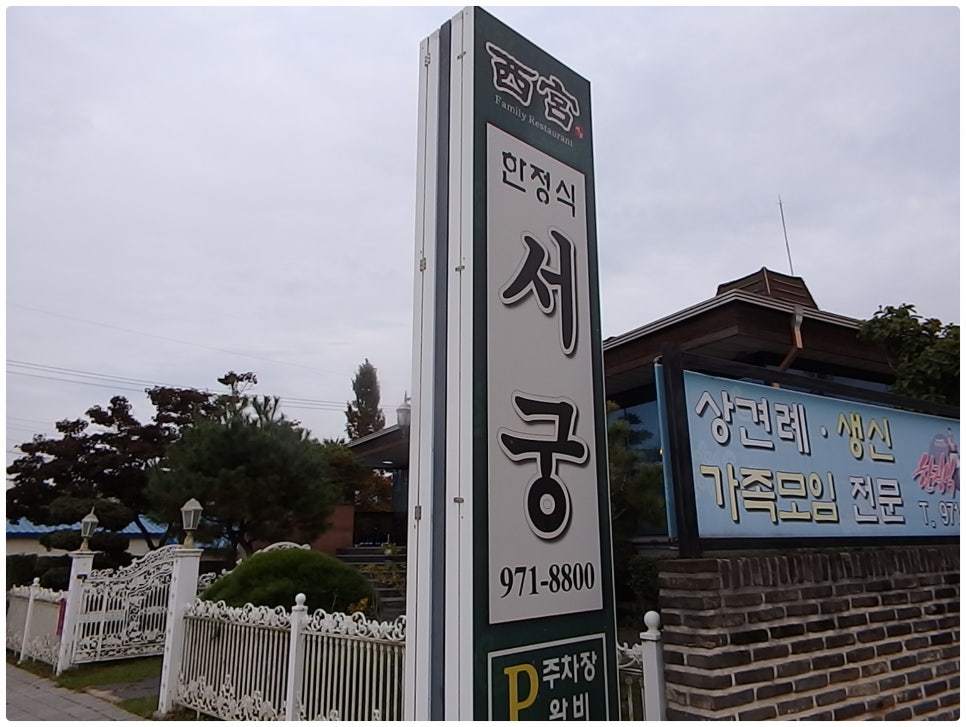 西宮
Family Restaurant
한정식
서궁
971-8800
P 주차장
완비
상견례 · 생신
가족모임 전문
T. 971